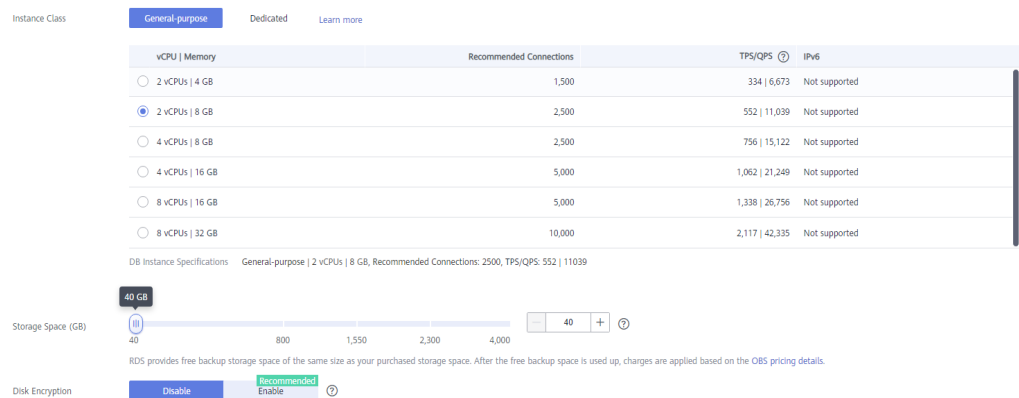 Instance Class General-purpose Dedicated Learn more
vCPU | Memory Recommended Connections TPS/QPS ? IPv6
2 vCPUs | 4 GB 1,500 334 | 6,673 Not supported
2 vCPUs | 8 GB 2,500 552 | 11,039 Not supported
4 vCPUs | 8 GB 2,500 756 | 15,122 Not supported
4 vCPUs | 16 GB 5,000 1,062 | 21,249 Not supported
8 vCPUs | 16 GB 5,000 1,338 | 26,756 Not supported
8 vCPUs | 32 GB 10,000 2,117 | 42,335 Not supported
DB Instance Specifications General-purpose | 2 vCPUs | 8 GB, Recommended Connections: 2500, TPS/QPS: 552 | 11039
40 GB
Storage Space (GB) − 40 + ?
40 800 1,550 2,300 4,000
RDS provides free backup storage space of the same size as your purchased storage space. After the free backup space is used up, charges are applied based on the OBS pricing details.
Recommended
Disk Encryption Disable Enable ?